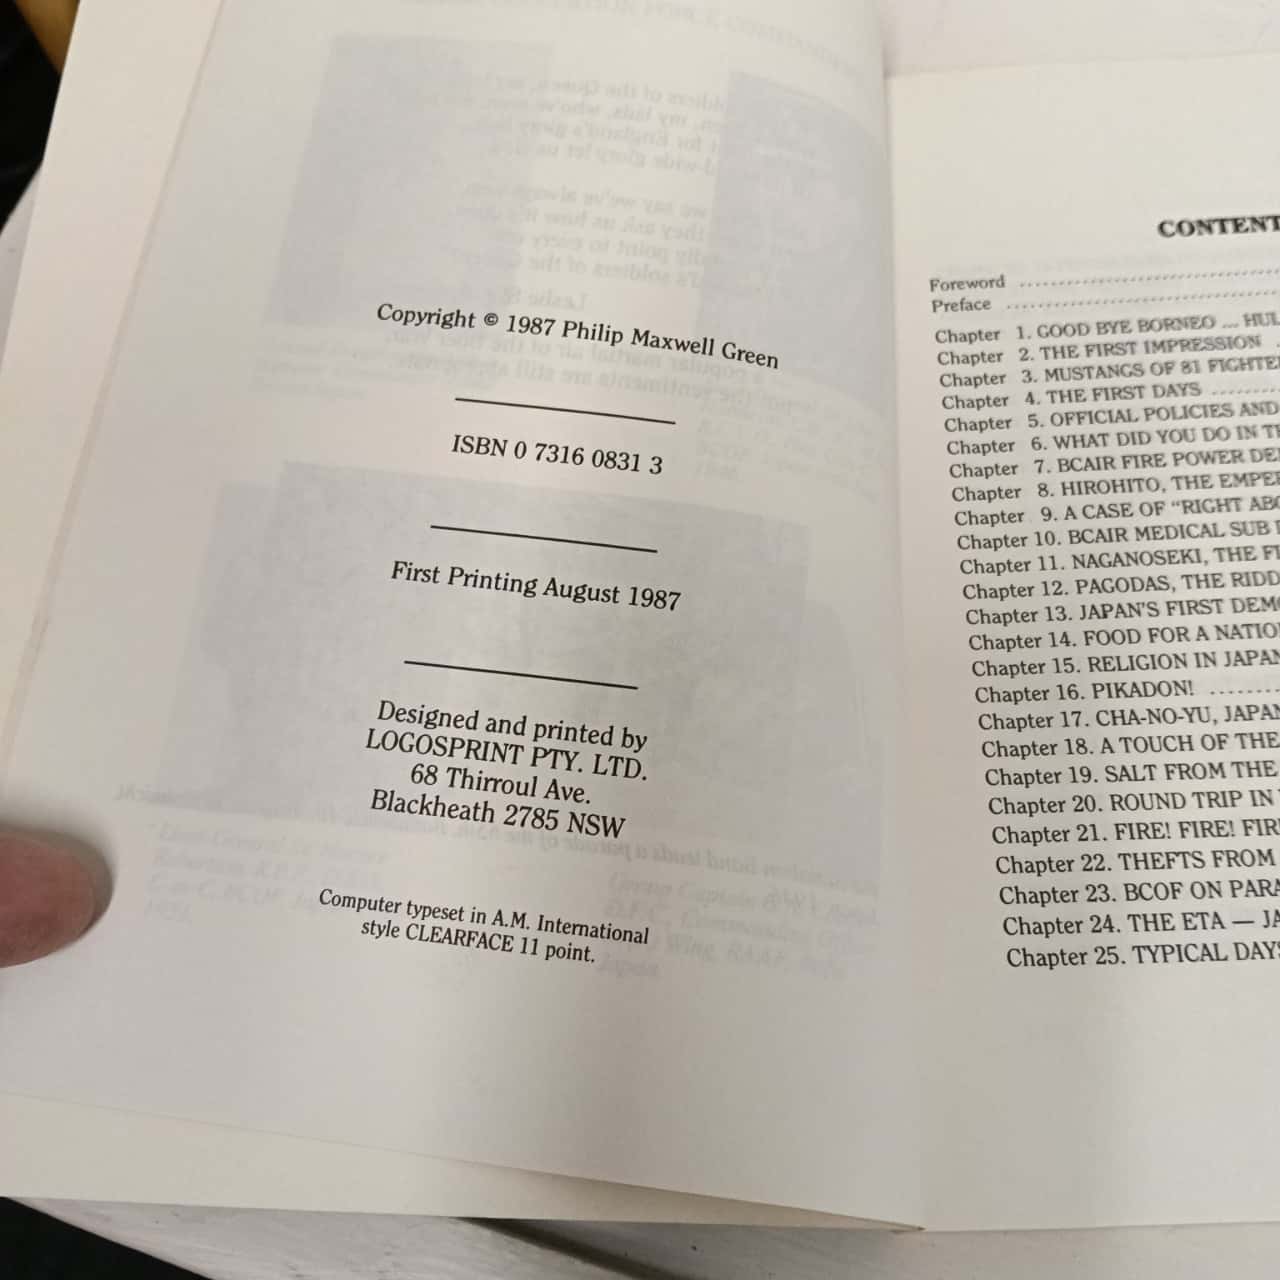 Copyright © 1987 Philip Maxwell Green
ISBN 0 7316 0831 3
First Printing August 1987
Designed and printed by
LOGOSPRINT PTY. LTD.
68 Thirroul Ave.
Blackheath 2785 NSW
Computer typeset in A.M. International
style CLEARFACE 11 point.
CONTENT
Foreword
Preface
Chapter 1. GOOD BYE BORNEO ... HUL
Chapter 2. THE FIRST IMPRESSION
Chapter 3. MUSTANGS OF 81 FIGHTE
Chapter 4. THE FIRST DAYS
Chapter 5. OFFICIAL POLICIES AND
Chapter 6. WHAT DID YOU DO IN T
Chapter 7. BCAIR FIRE POWER DE
Chapter 8. HIROHITO, THE EMPE
Chapter 9. A CASE OF "RIGHT AB
Chapter 10. BCAIR MEDICAL SUB
Chapter 11. NAGANOSEKI, THE FI
Chapter 12. PAGODAS, THE RIDD
Chapter 13. JAPAN'S FIRST DEM
Chapter 14. FOOD FOR A NATIO
Chapter 15. RELIGION IN JAPAN
Chapter 16. PIKADON!
Chapter 17. CHA-NO-YU, JAPAN
Chapter 18. A TOUCH OF THE
Chapter 19. SALT FROM THE
Chapter 20. ROUND TRIP IN
Chapter 21. FIRE! FIRE! FIR
Chapter 22. THEFTS FROM
Chapter 23. BCOF ON PARA
Chapter 24. THE ETA — JA
Chapter 25. TYPICAL DAYS